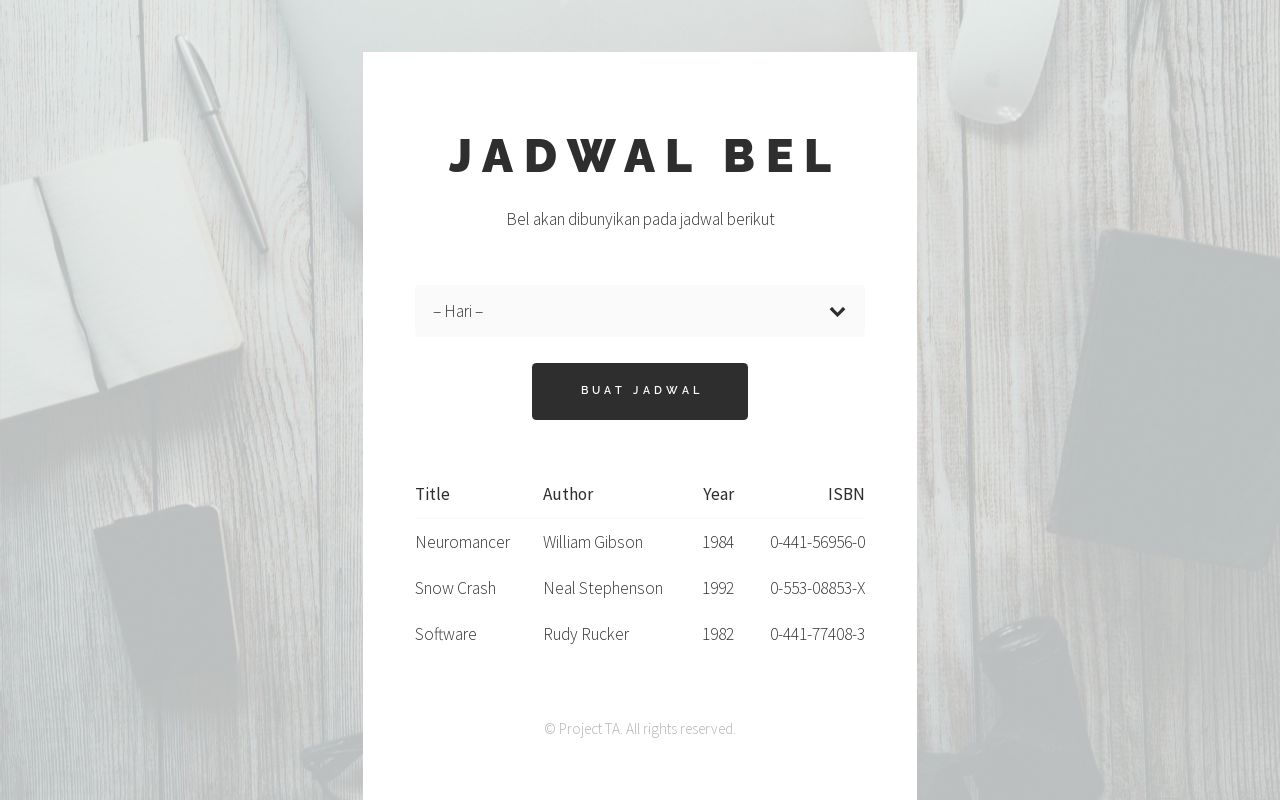 JADWAL BEL
Bel akan dibunyikan pada jadwal berikut
– Hari –
BUAT JADWAL
Title Author Year ISBN
Neuromancer William Gibson 1984 0-441-56956-0
Snow Crash Neal Stephenson 1992 0-553-08853-X
Software Rudy Rucker 1982 0-441-77408-3
© Project TA. All rights reserved.